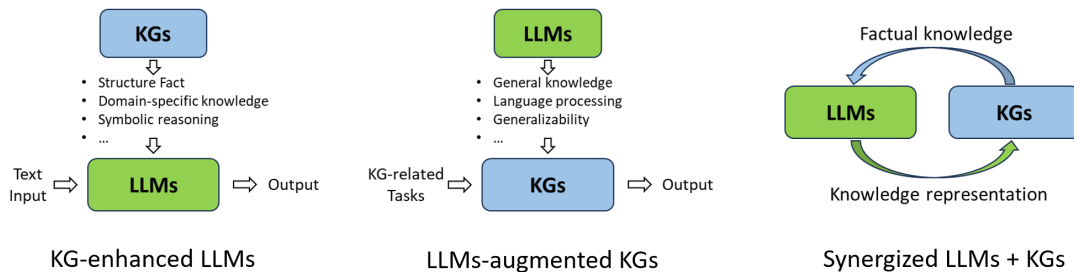 KGs
• Structure Fact
• Domain-specific knowledge
• Symbolic reasoning
• ...
Text
Input
LLMs
Output
KG-enhanced LLMs
LLMs
• General knowledge
• Language processing
• Generalizability
• ...
KG-related
Tasks
KGs
Output
LLMs-augmented KGs
Factual knowledge
LLMs
KGs
Knowledge representation
Synergized LLMs + KGs